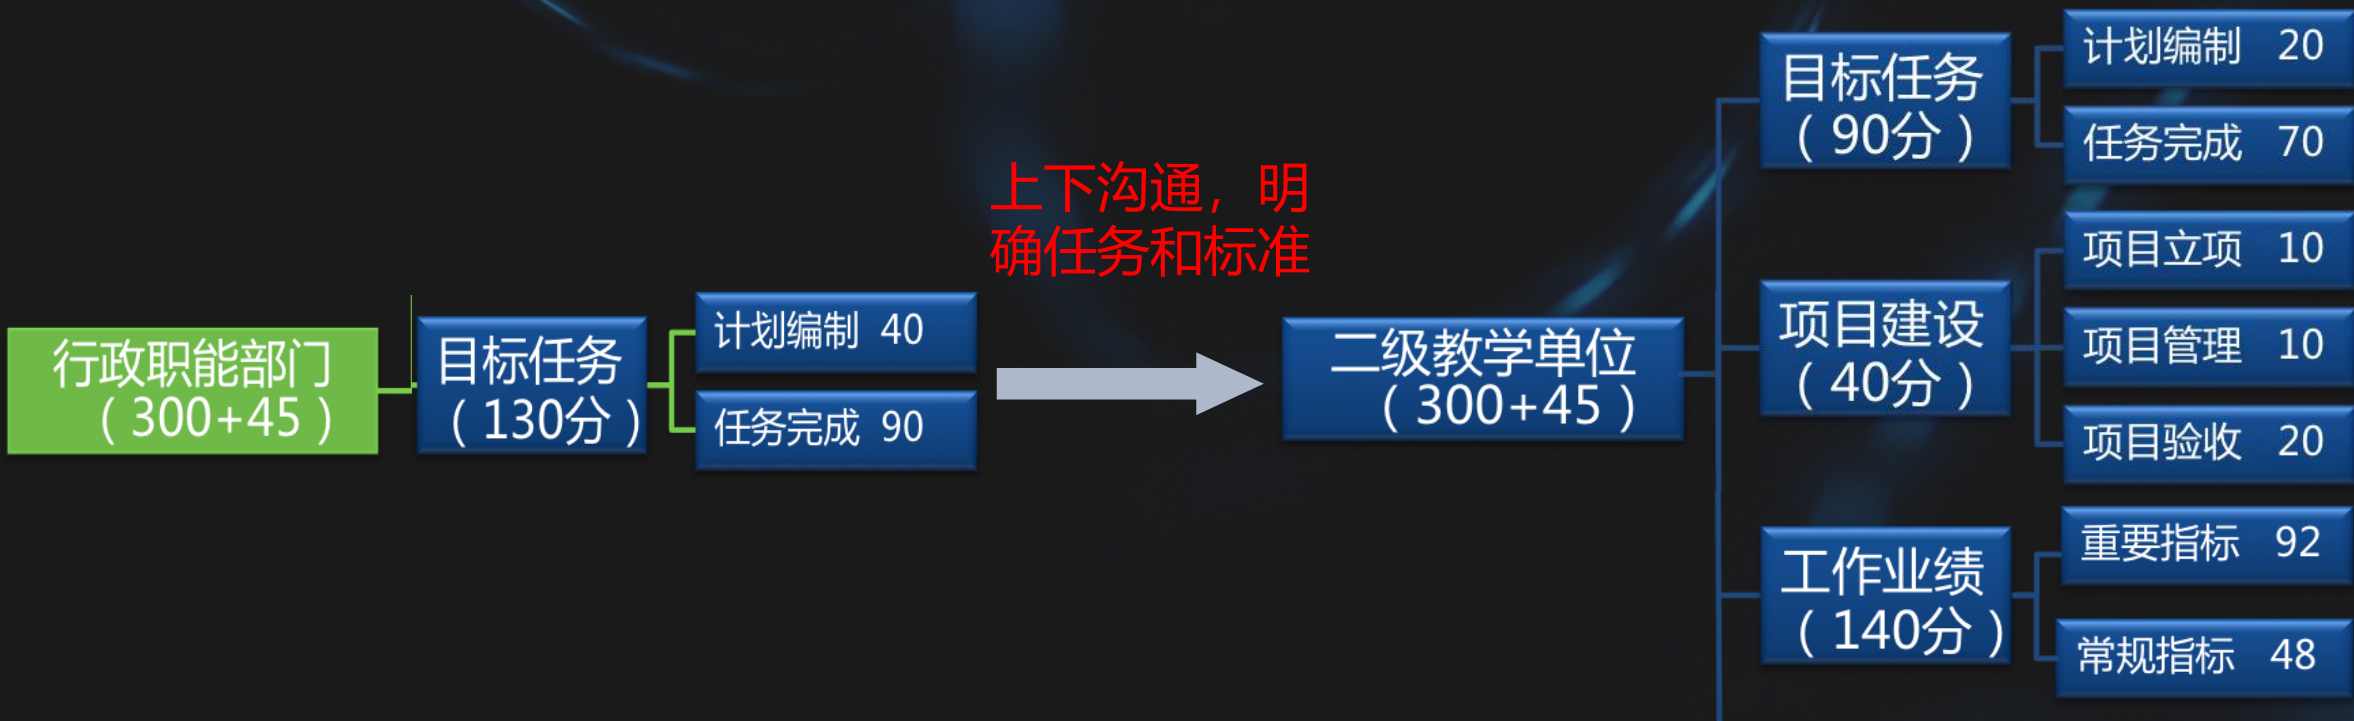 行政职能部门
（300+45）
目标任务
（130分）
计划编制 40
任务完成 90
上下沟通，明
确任务和标准
二级教学单位
（300+45）
目标任务
（90分）
计划编制 20
任务完成 70
项目建设
（40分）
项目立项 10
项目管理 10
项目验收 20
工作业绩
（140分）
重要指标 92
常规指标 48